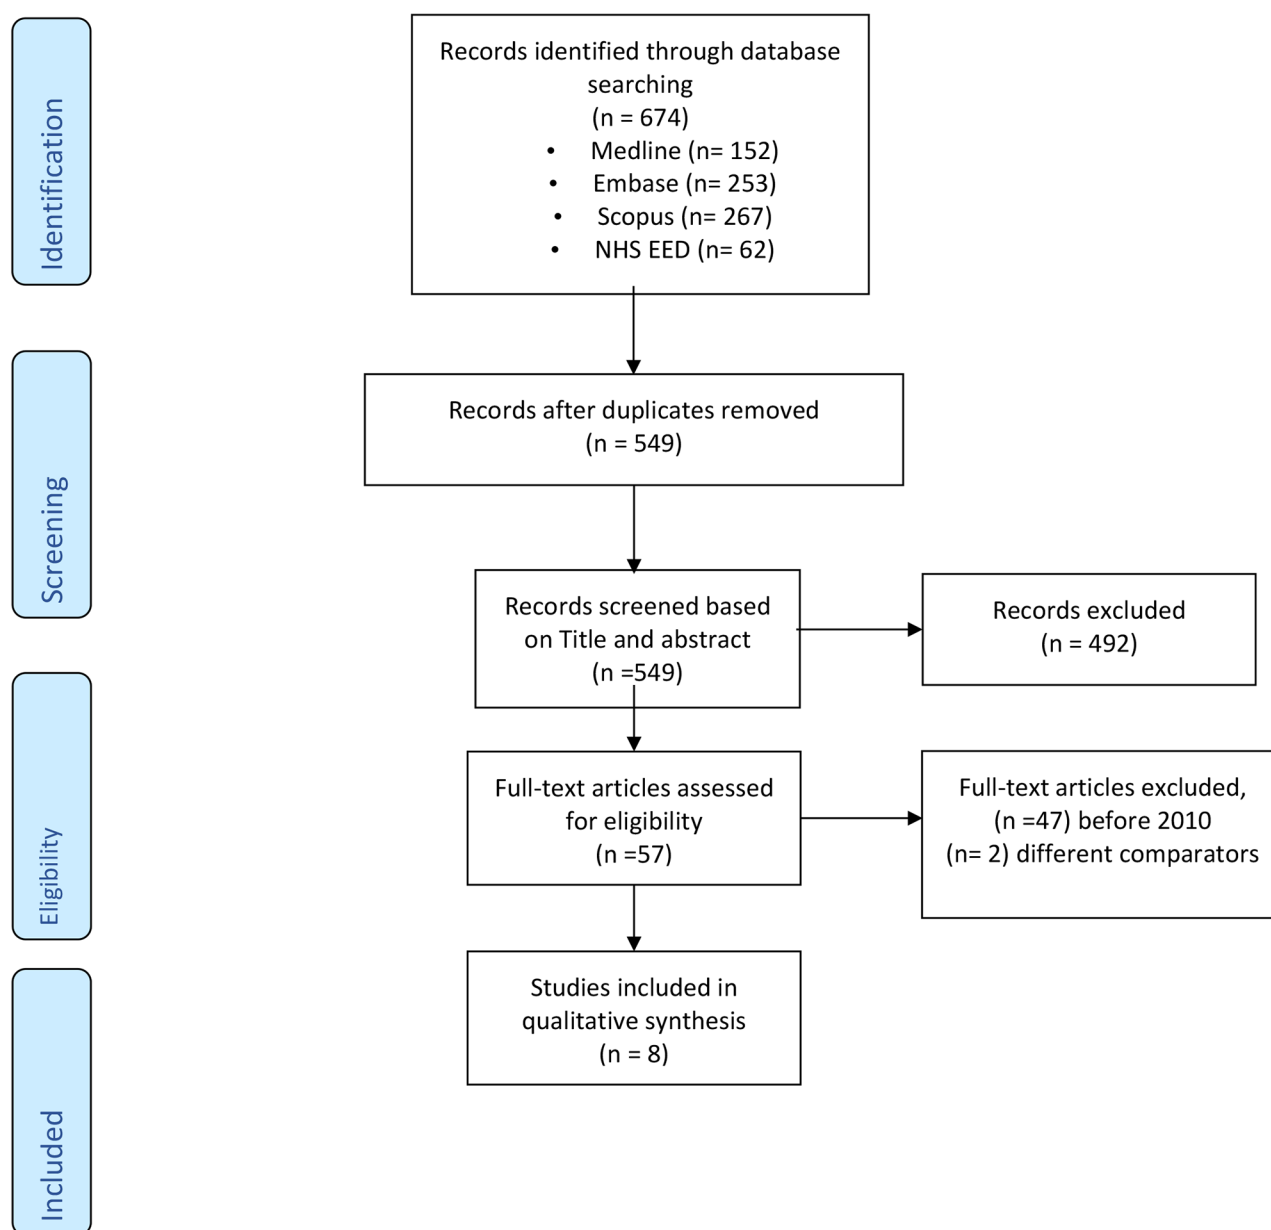 Identification
Records identified through database
searching
(n = 674)
• Medline (n= 152)
• Embase (n= 253)
• Scopus (n= 267)
• NHS EED (n= 62)
Screening
Records after duplicates removed
(n = 549)
Records screened based
on Title and abstract
(n =549)
Records excluded
(n = 492)
Eligibility
Full-text articles assessed
for eligibility
(n =57)
Full-text articles excluded,
(n =47) before 2010
(n= 2) different comparators
Included
Studies included in
qualitative synthesis
(n = 8)